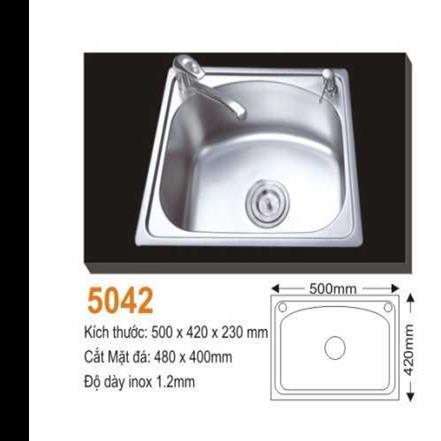 5042
500mm
Kích thước: 500 x 420 x 230 mm
Cắt Mặt đá: 480 x 400mm
Độ dày inox 1.2mm
420mm